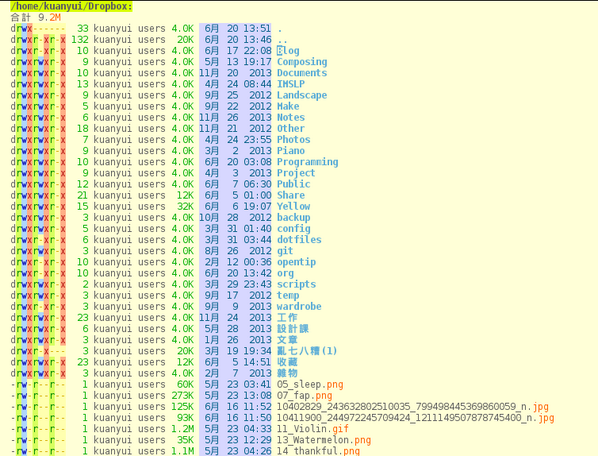 /home/kuanyui/Dropbox:
合計 9.2M
drwx------ 33 kuanyui users 4.0K 6月 20 13:51 .
drwxr-xr-x 132 kuanyui users 20K 6月 20 13:46 ..
drwxrwxr-x 10 kuanyui users 4.0K 6月 17 22:08 Blog
drwxrwxr-x 5 kuanyui users 4.0K 5月 13 19:17 Composing
drwxrwxr-x 10 kuanyui users 4.0K 11月 20 2013 Documents
drwxrwxr-x 13 kuanyui users 4.0K 4月 24 08:44 IMSLP
drwxrwxr-x 9 kuanyui users 4.0K 9月 25 2012 Landscape
drwxrwxr-x 5 kuanyui users 4.0K 9月 22 2012 Make
drwxrwxr-x 6 kuanyui users 4.0K 11月 26 2013 Notes
drwxrwxr-x 18 kuanyui users 4.0K 11月 21 2012 Other
drwxrwxr-x 7 kuanyui users 4.0K 4月 24 23:55 Photos
drwxrwxr-x 9 kuanyui users 4.0K 3月 2 2013 Piano
drwxrwxr-x 10 kuanyui users 4.0K 6月 20 03:08 Programming
drwxrwxr-x 9 kuanyui users 4.0K 4月 3 2013 Project
drwxrwxr-x 12 kuanyui users 4.0K 6月 7 06:30 Public
drwxrwxr-x 21 kuanyui users 12K 6月 5 01:00 Share
drwxrwxr-x 15 kuanyui users 32K 6月 6 19:07 Yellow
drwxrwxr-x 3 kuanyui users 4.0K 10月 28 2012 backup
drwxrwxr-x 5 kuanyui users 4.0K 3月 31 01:40 config
drwxr-xr-x 6 kuanyui users 4.0K 3月 31 03:44 dotfiles
drwxrwxr-x 3 kuanyui users 4.0K 8月 26 2012 git
drwxr-xr-x 10 kuanyui users 4.0K 2月 12 00:36 opentip
drwxrwxr-x 10 kuanyui users 4.0K 6月 20 13:42 org
drwxrwxr-x 2 kuanyui users 4.0K 3月 29 23:43 scripts
drwxr-xr-x 3 kuanyui users 4.0K 9月 17 2012 temp
drwxr-xr-x 3 kuanyui users 4.0K 9月 9 2013 wardrobe
drwxrwxr-x 23 kuanyui users 4.0K 11月 24 2013 工作
drwxrwxr-x 6 kuanyui users 4.0K 5月 28 2013 設計課
drwxrwxr-x 3 kuanyui users 4.0K 1月 26 2013 文章
drwxr-x--- 3 kuanyui users 20K 3月 19 19:34 亂七八糟(1)
drwxrwxr-x 23 kuanyui users 12K 6月 5 14:51 收藏
drwxrwxr-x 3 kuanyui users 4.0K 2月 7 2013 雜物
-rw-r--r-- 1 kuanyui users 60K 5月 23 03:41 05_sleep.png
-rw-r--r-- 1 kuanyui users 273K 5月 23 13:08 07_fap.png
-rw-r--r-- 1 kuanyui users 125K 6月 16 11:52 10402829_243632802510035_799498445369860059_n.jpg
-rw-r--r-- 1 kuanyui users 93K 6月 16 11:50 10411900_244972245709424_1211149507878745400_n.jpg
-rw-r--r-- 1 kuanyui users 1.2M 5月 23 04:33 11_Violin.gif
-rw-r--r-- 1 kuanyui users 35K 5月 23 12:29 13_Watermelon.png
-rw-r--r-- 1 kuanyui users 1.1M 5月 23 04:26 14_thankful.png